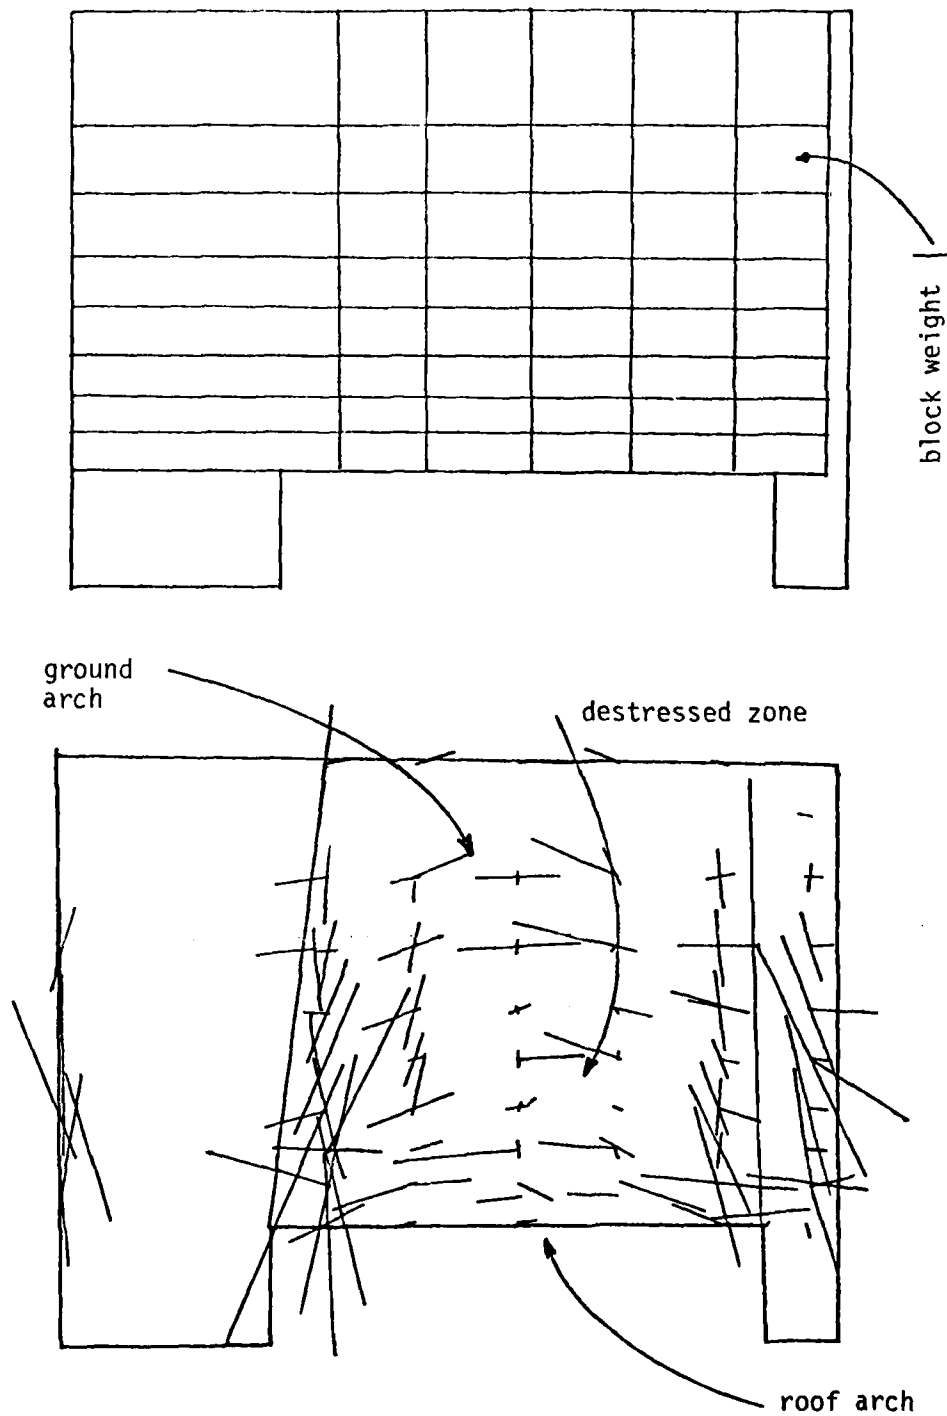 block weight |
ground
arch
destressed zone
roof arch